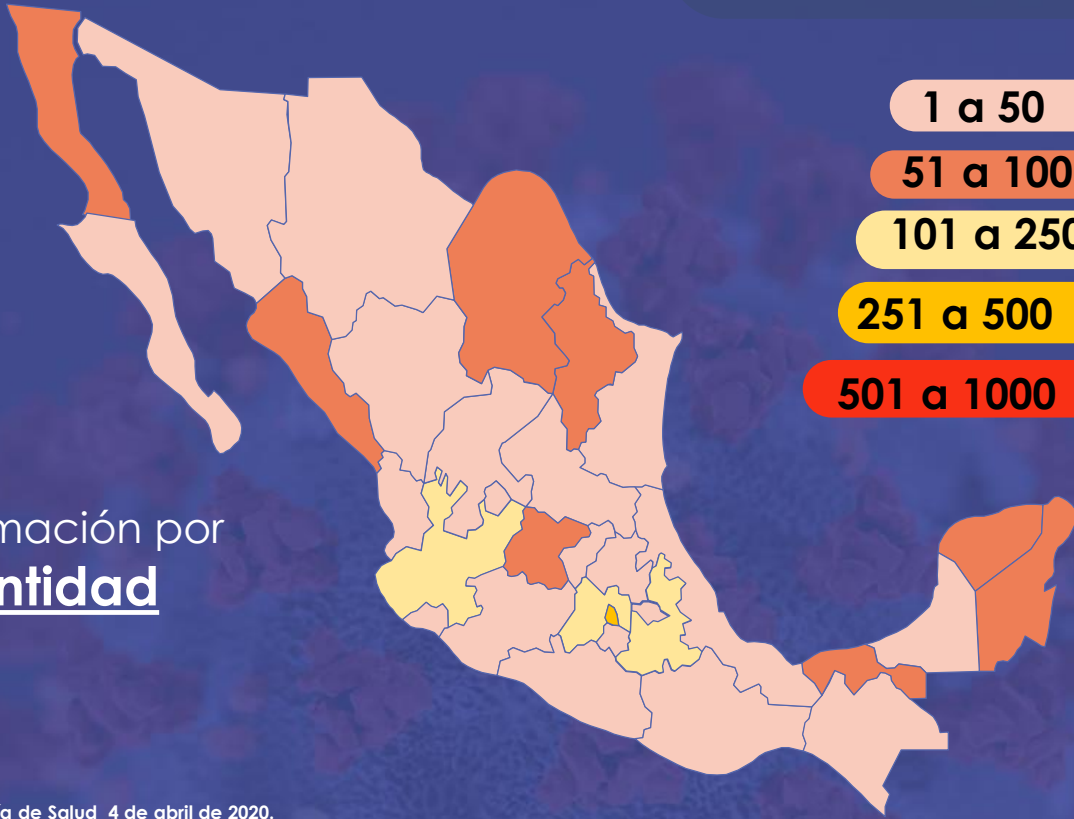 1 a 50
51 a 100
101 a 250
251 a 500
501 a 1000
mación por
ntidad
ía de Salud 4 de abril de 2020.